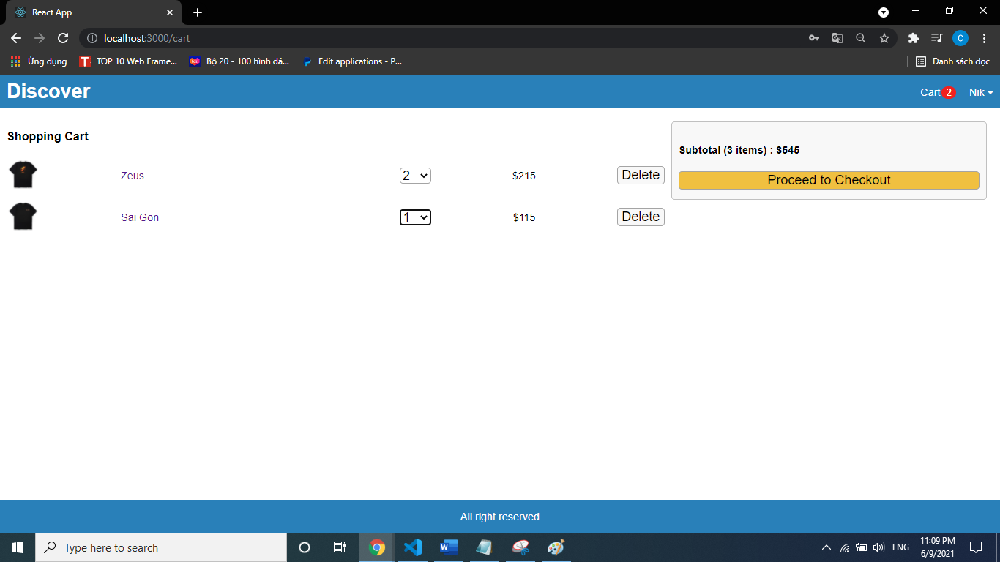 React App
localhost:3000/cart
C
Ứng dụng
TOP 10 Web Frame...
Bộ 20 - 100 hình dá...
Edit applications - P...
Danh sách đọc
Discover
Cart 2
Nik
Shopping Cart
Zeus 2 $215 Delete
Sai Gon 1 $115 Delete
Subtotal (3 items) : $545
Proceed to Checkout
All right reserved
Type here to search
ENG
11:09 PM
6/9/2021